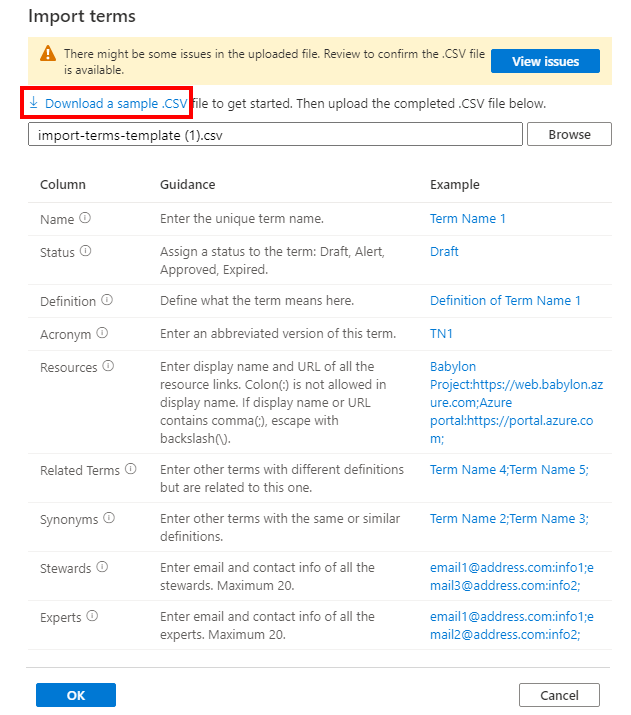 Import terms
There might be some issues in the uploaded file. Review to confirm the .CSV file
is available.
View issues
Download a sample .CSV file to get started. Then upload the completed .CSV file below.
import-terms-template (1).csv
Browse
Column Guidance Example
Name Enter the unique term name. Term Name 1
Status Assign a status to the term: Draft, Alert, Draft
Approved, Expired.
Definition Define what the term means here. Definition of Term Name 1
Acronym Enter an abbreviated version of this term. TN1
Resources Enter display name and URL of all the Babylon
resource links. Colon(:) is not allowed in Project:https://web.babylon.az
display name. If display name or URL ure.com;Azure
contains comma(;), escape with portal:https://portal.azure.co
backslash(\). m;
Related Terms Enter other terms with different definitions Term Name 4;Term Name 5;
but are related to this one.
Synonyms Enter other terms with the same or similar Term Name 2;Term Name 3;
definitions.
Stewards Enter email and contact info of all the email1@address.com:info1;e
stewards. Maximum 20. mail3@address.com:info2;
Experts Enter email and contact info of all the email1@address.com:info1;e
experts. Maximum 20. mail2@address.com:info2;
OK
Cancel